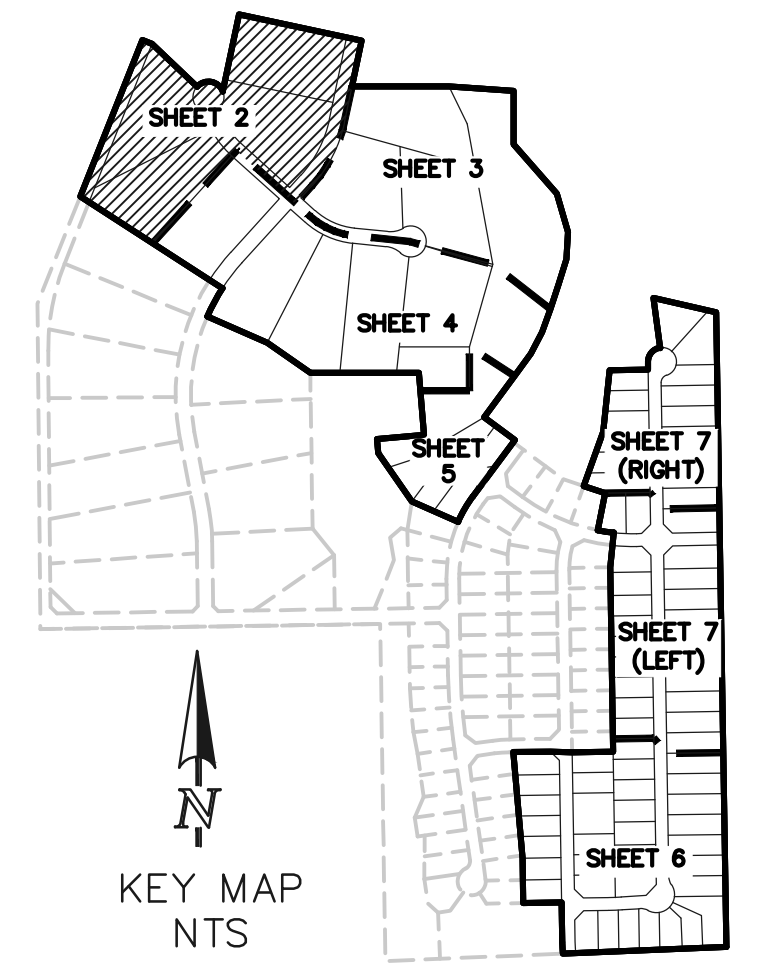 SHEET 2
SHEET 3
SHEET 4
SHEET
5
SHEET 7
(RIGHT)
SHEET 7
(LEFT)
SHEET 6
N
KEY MAP
NTS